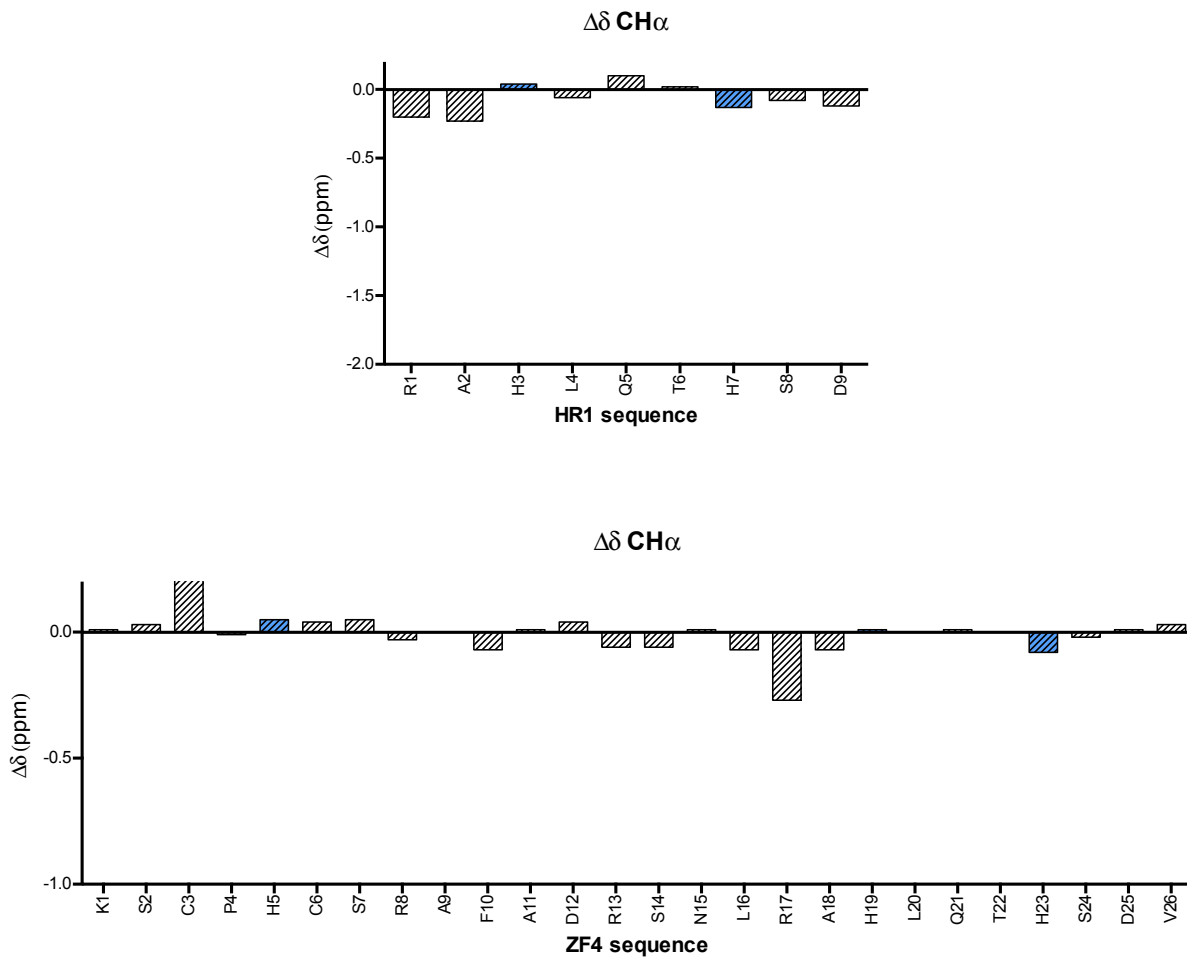 Δδ CHα
0.0
-0.5
-1.0
-1.5
-2.0
Δδ (ppm)
R1 A2 H3 L4 Q5 T6 H7 S8 D9
HR1 sequence
Δδ CHα
0.0
-0.5
-1.0
Δδ (ppm)
K1 S2 C3 P4 H5 C6 S7 R8 A9 F10 A11 D12 R13 S14 N15 L16 R17 A18 H19 L20 Q21 T22 H23 S24 D25 V26
ZF4 sequence